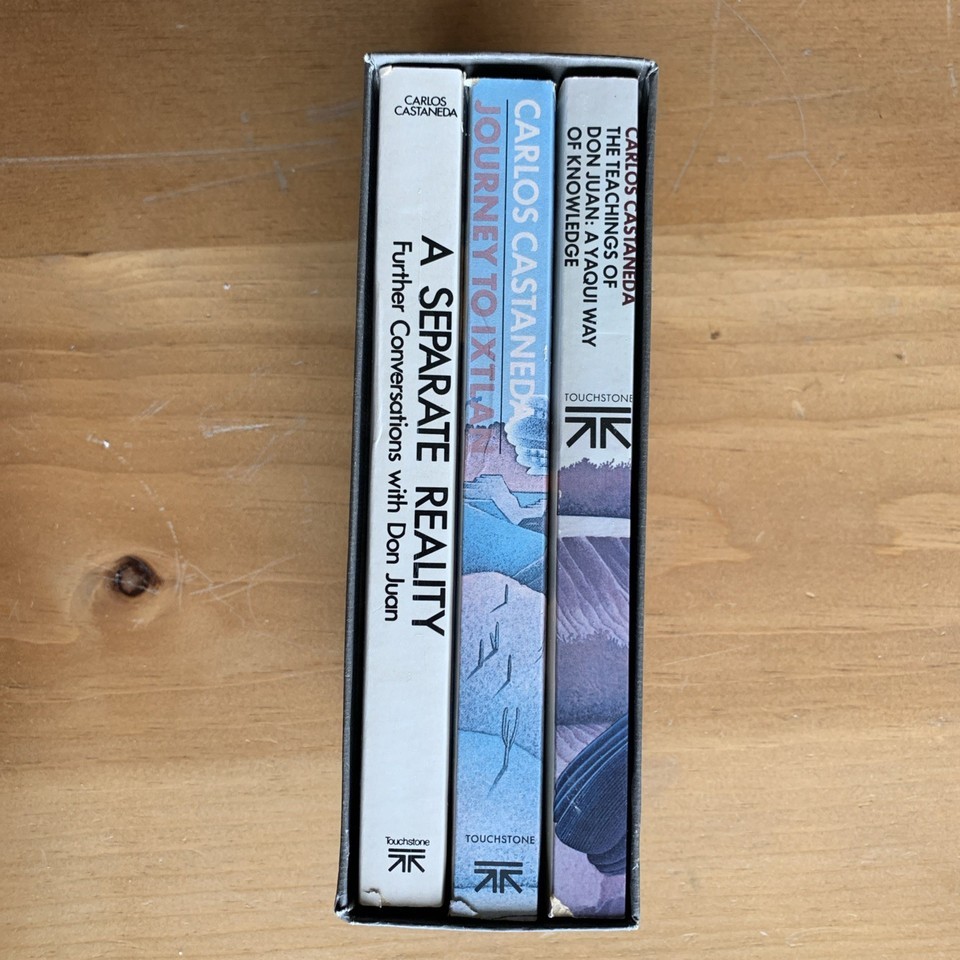 CARLOS
CASTANEDA
A SEPARATE REALITY
Further Conversations with Don Juan
Touchstone
CARLOS CASTANEDA
JOURNEY TO IXTLAN
TOUCHSTONE
CARLOS CASTANEDA
THE TEACHINGS OF
DON JUAN: A YAQUI WAY
OF KNOWLEDGE
TOUCHSTONE